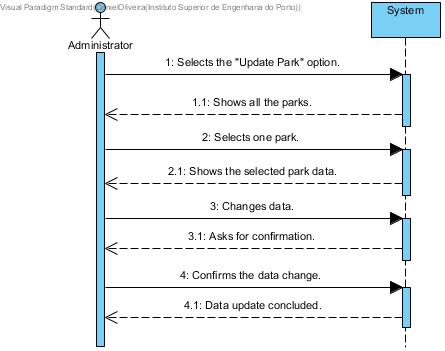 Visual Paradigm Standard(DanielOliveira(Instituto Superior de Engenharia do Porto))
System
Administrator
1: Selects the "Update Park" option.
1.1: Shows all the parks.
2: Selects one park.
2.1: Shows the selected park data.
3: Changes data.
3.1: Asks for confirmation.
4: Confirms the data change.
4.1: Data update concluded.